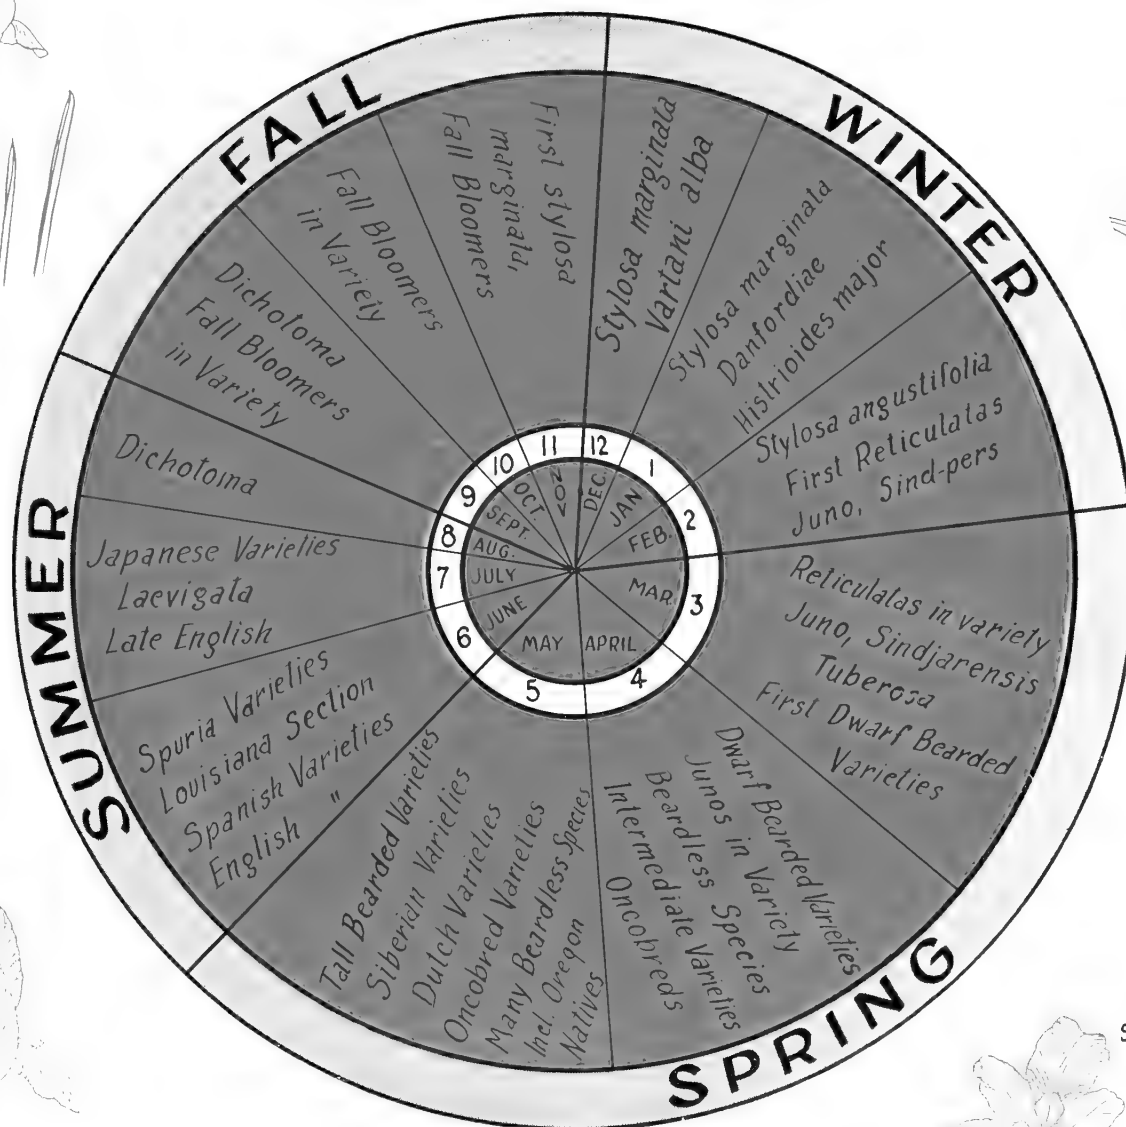 WINTER
SPRING
SUMMER
FALL
12
DEC.
Stylosa marginata
Vartani alba
1
JAN
Stylosa marginata
Danfordiae
Histrioides major
2
FEB.
Stylosa angustifolia
First Reticulatas
Juno, Sind-pers
3
MAR.
Reticulatas in variety
Juno, Sindjarensis
Tuberosa
First Dwarf Bearded
Varieties
4
APRIL
Dwarf Bearded Varieties
Junos in Variety
Beardless Species
Intermediate Varieties
Oncobreds
5
MAY
Tall Bearded Varieties
Siberian Varieties
Dutch Varieties
Oncobred Varieties
Many Beardless Species
Incl. Oregon
Natives
6
JUNE
Spuria Varieties
Louisiana Section
Spanish Varieties
English "
7
JULY
Japanese Varieties
Laevigata
Late English
8
AUG.
Dichotoma
9
SEPT.
Dichotoma
Fall Bloomers
in Variety
10
OCT.
Fall Bloomers
in Variety
11
NOV
First stylosa
marginata,
Fall Bloomers